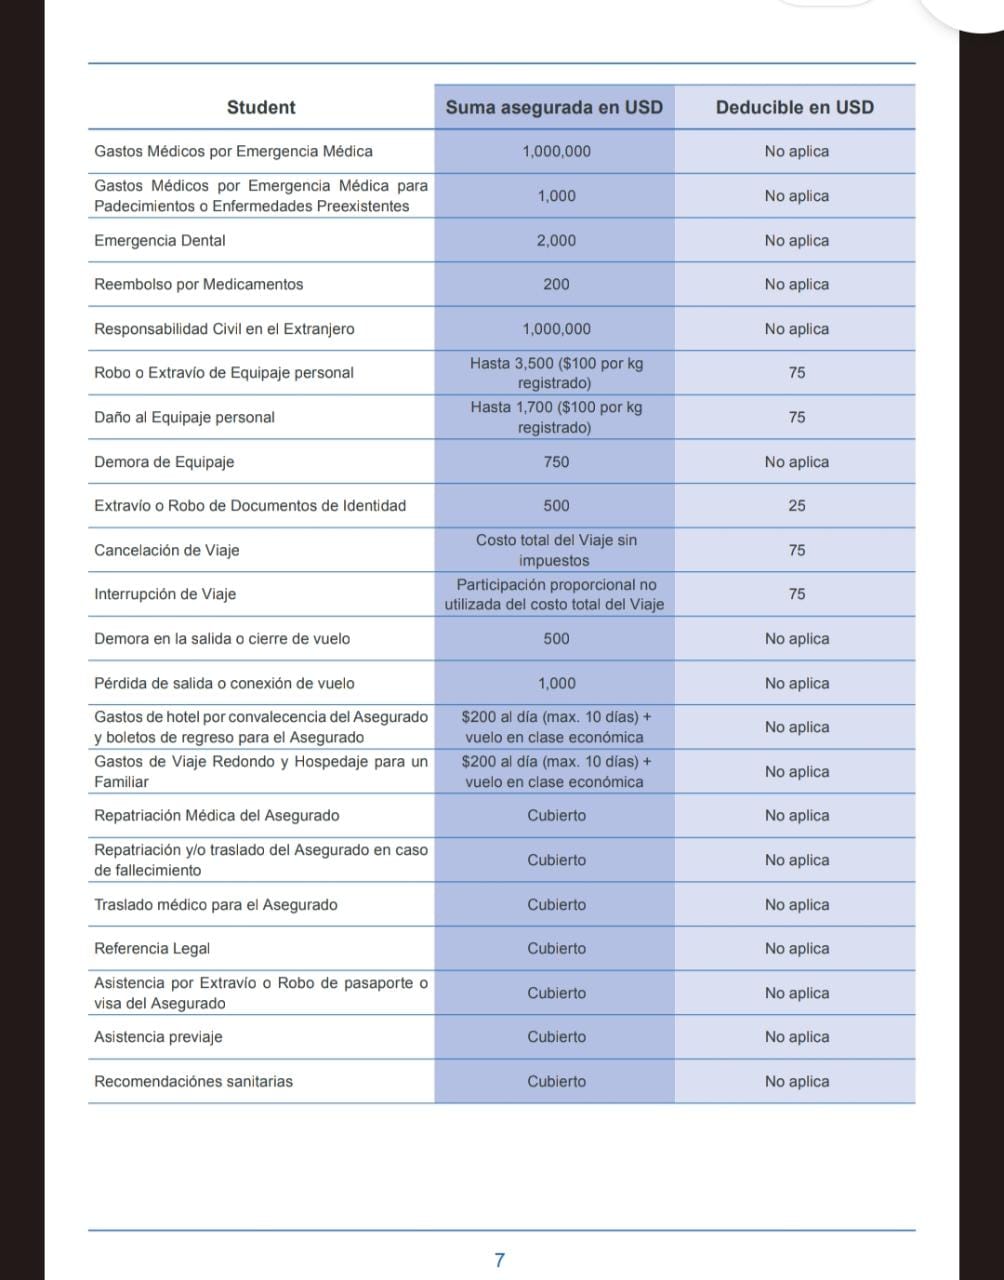 Student Suma asegurada en USD Deducible en USD
Gastos Médicos por Emergencia Médica 1,000,000 No aplica
Gastos Médicos por Emergencia Médica para
Padecimientos o Enfermedades Preexistentes 1,000 No aplica
Emergencia Dental 2,000 No aplica
Reembolso por Medicamentos 200 No aplica
Responsabilidad Civil en el Extranjero 1,000,000 No aplica
Robo o Extravío de Equipaje personal Hasta 3,500 ($100 por kg
registrado) 75
Daño al Equipaje personal Hasta 1,700 ($100 por kg
registrado) 75
Demora de Equipaje 750 No aplica
Extravío o Robo de Documentos de Identidad 500 25
Cancelación de Viaje Costo total del Viaje sin
impuestos 75
Interrupción de Viaje Participación proporcional no
utilizada del costo total del Viaje 75
Demora en la salida o cierre de vuelo 500 No aplica
Pérdida de salida o conexión de vuelo 1,000 No aplica
Gastos de hotel por convalecencia del Asegurado
y boletos de regreso para el Asegurado $200 al día (max. 10 días) +
vuelo en clase económica No aplica
Gastos de Viaje Redondo y Hospedaje para un
Familiar $200 al día (max. 10 días) +
vuelo en clase económica No aplica
Repatriación Médica del Asegurado Cubierto No aplica
Repatriación y/o traslado del Asegurado en caso
de fallecimiento Cubierto No aplica
Traslado médico para el Asegurado Cubierto No aplica
Referencia Legal Cubierto No aplica
Asistencia por Extravío o Robo de pasaporte o
visa del Asegurado Cubierto No aplica
Asistencia previaje Cubierto No aplica
Recomendaciónes sanitarias Cubierto No aplica
7